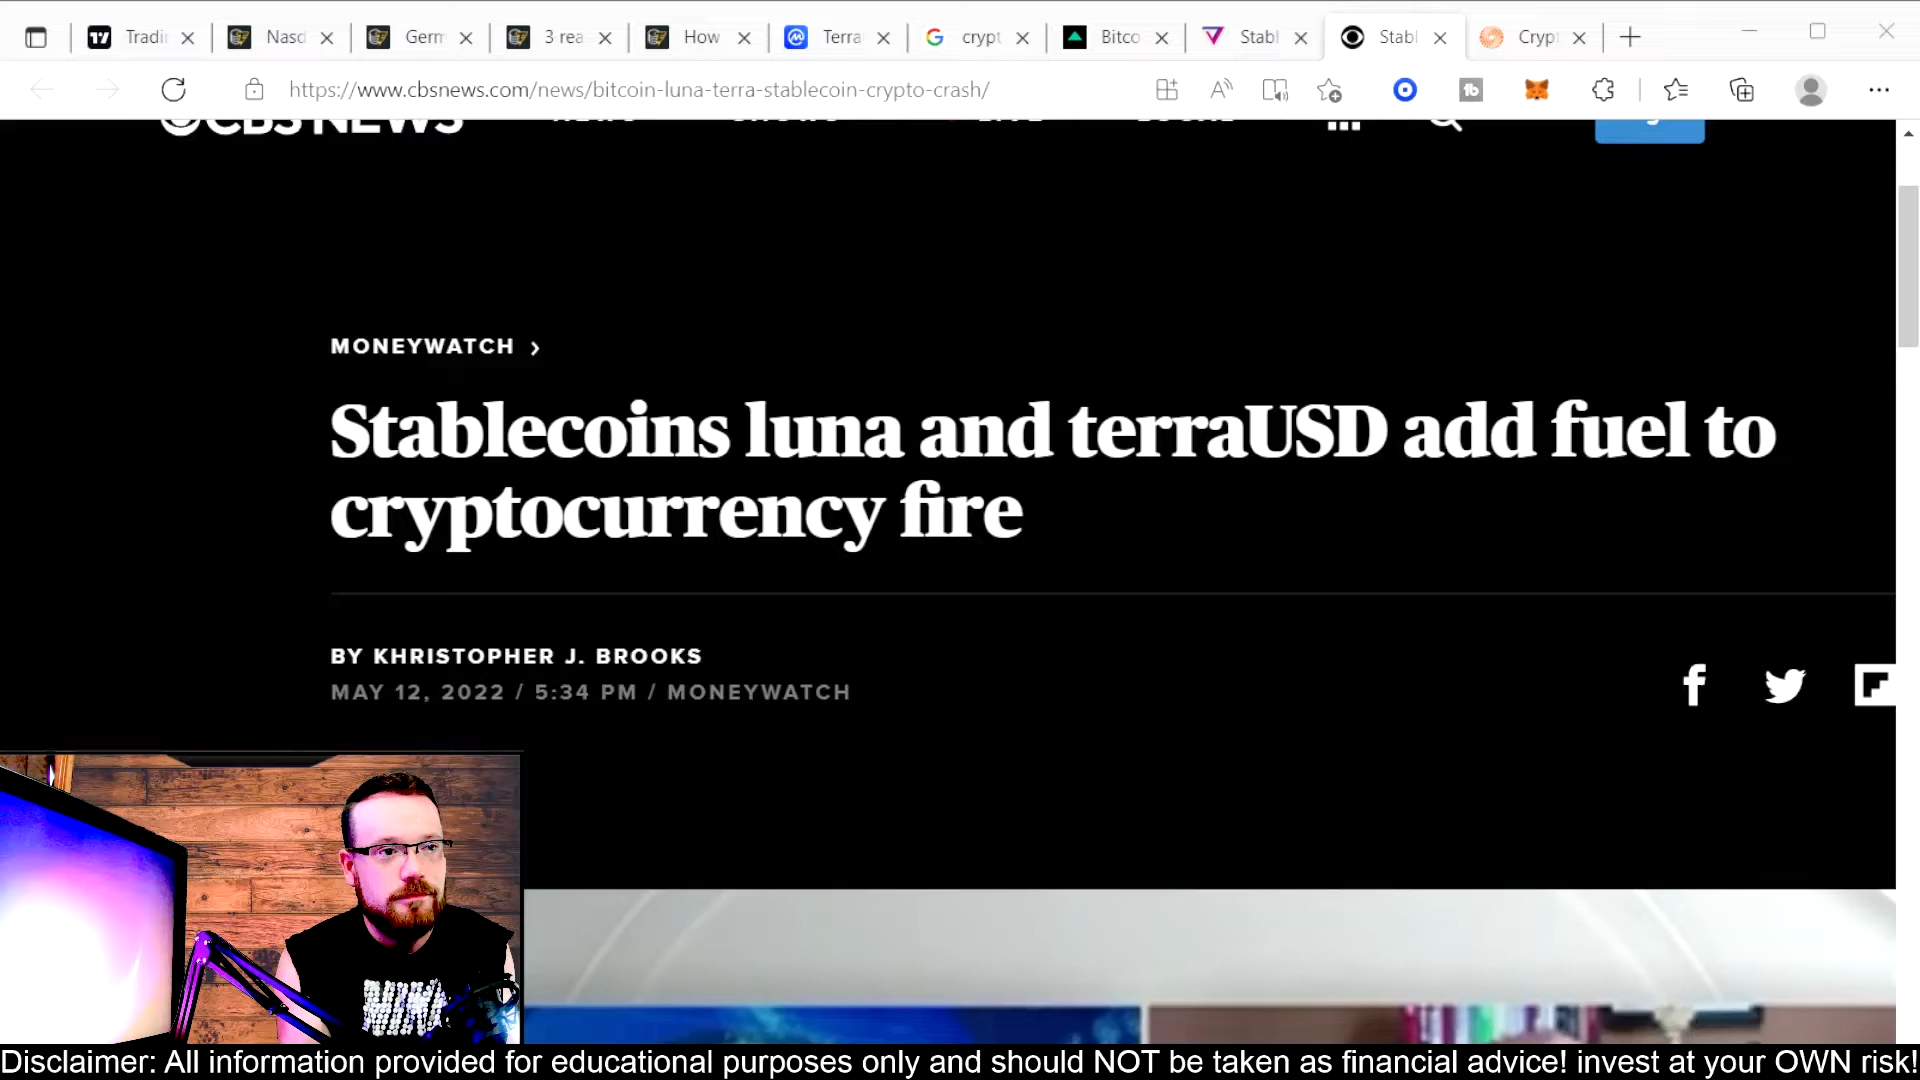 Tradi
Nasd
Germ
3 rea
How
Terra
crypt
Bitco
Stabl
Stabl
Cryp
https://www.cbsnews.com/news/bitcoin-luna-terra-stablecoin-crypto-crash/
CBS NEWS
MONEYWATCH >
Stablecoins luna and terraUSD add fuel to
cryptocurrency fire
BY KHRISTOPHER J. BROOKS
MAY 12, 2022 / 5:34 PM / MONEYWATCH
Disclaimer: All information provided for educational purposes only and should NOT be taken as financial advice! invest at your OWN risk!